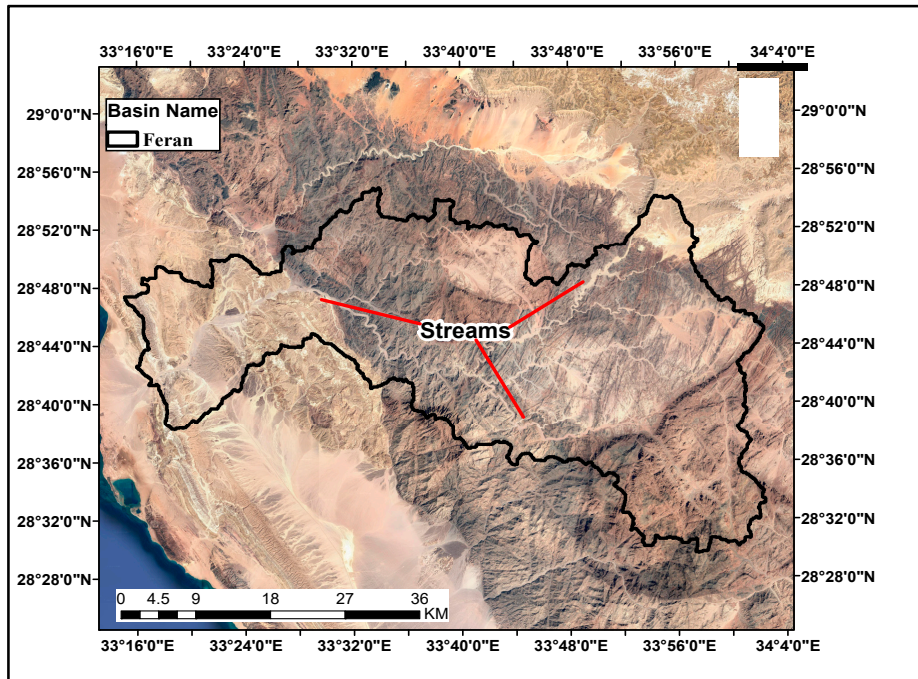 33°16'0"E 33°24'0"E 33°32'0"E 33°40'0"E 33°48'0"E 33°56'0"E 34°4'0"E
Basin Name
Feran
29°0'0"N 29°0'0"N
28°56'0"N 28°56'0"N
28°52'0"N 28°52'0"N
28°48'0"N 28°48'0"N
Streams
28°44'0"N 28°44'0"N
28°40'0"N 28°40'0"N
28°36'0"N 28°36'0"N
28°32'0"N 28°32'0"N
28°28'0"N 28°28'0"N
0 4.5 9 18 27 36
KM
33°16'0"E 33°24'0"E 33°32'0"E 33°40'0"E 33°48'0"E 33°56'0"E 34°4'0"E